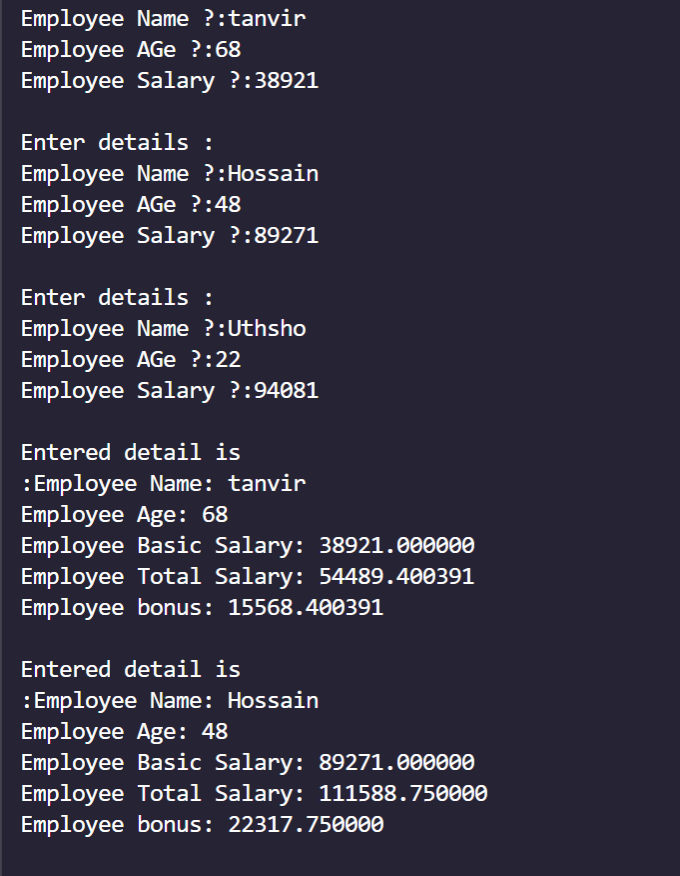 Employee Name ?:tanvir
Employee AGe ?:68
Employee Salary ?:38921
Enter details :
Employee Name ?:Hossain
Employee AGe ?:48
Employee Salary ?:89271
Enter details :
Employee Name ?:Uthsho
Employee AGe ?:22
Employee Salary ?:94081
Entered detail is
:Employee Name: tanvir
Employee Age: 68
Employee Basic Salary: 38921.000000
Employee Total Salary: 54489.400391
Employee bonus: 15568.400391
Entered detail is
:Employee Name: Hossain
Employee Age: 48
Employee Basic Salary: 89271.000000
Employee Total Salary: 111588.750000
Employee bonus: 22317.750000